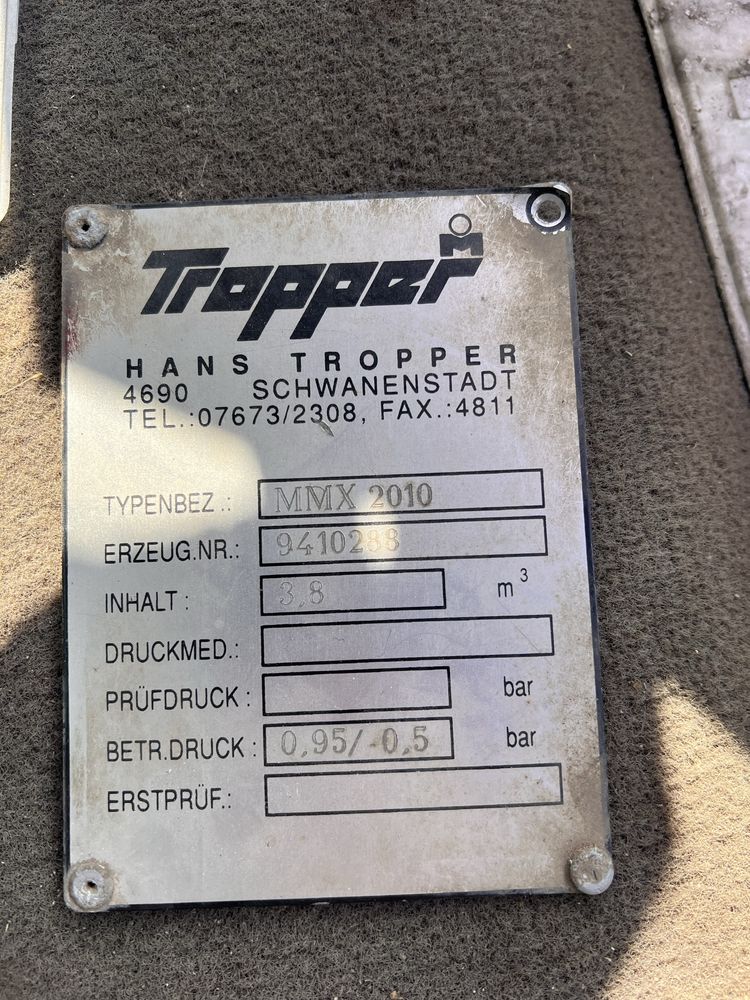 Tropper M
HANS TROPPER
4690 SCHWANENSTADT
TEL.:07673/2308, FAX.:4811
TYPENBEZ.: MMX 2010
ERZEUG.NR.: 9410288
INHALT: 3,8 m³
DRUCKMED.:
PRÜFDRUCK: bar
BETR.DRUCK: 0,95/-0,5 bar
ERSTPRÜF.: